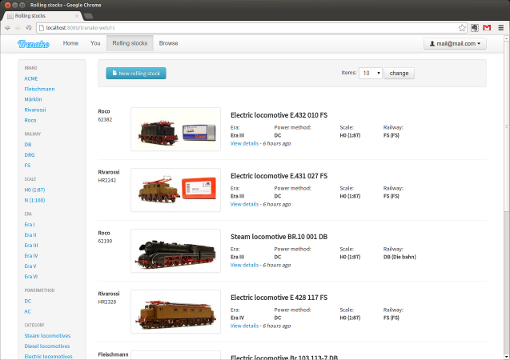 Rolling stocks - Google Chrome
Rolling stocks
localhost
Trenako
Home
You
Rolling stocks
Browse
mail@mail.com
New rolling stock
Items:
10
change
BRAND
ACME
Fleischmann
Märklin
Rivarossi
Roco
RAILWAY
DB
DRG
FS
SCALE
H0 (1:87)
N (1:160)
ERA
Era I
Era II
Era III
Era IV
Era V
Era VI
POWERMETHOD
DC
AC
CATEGORY
Steam locomotives
Diesel locomotives
Electric locomotives
Roco
62382
Electric locomotive E.432 010 FS
Era: Power method: Scale: Railway:
Era III DC H0 (1:87) FS (FS)
View details - 6 hours ago
Rivarossi
HR2242
Electric locomotive E.431 027 FS
Era: Power method: Scale: Railway:
Era III DC H0 (1:87) FS (FS)
View details - 6 hours ago
Roco
Steam locomotive BR.10 001 DB
Era: Power method: Scale: Railway:
Era III DC H0 (1:87) DB (Die bahn)
View details - 6 hours ago
Rivarossi
Electric locomotive E 428 117 FS
Era: Power method: Scale: Railway:
Era IV DC H0 (1:87) FS (FS)
View details - 6 hours ago
Fleischmann
Electric locomotive Br 103 113-7 DB